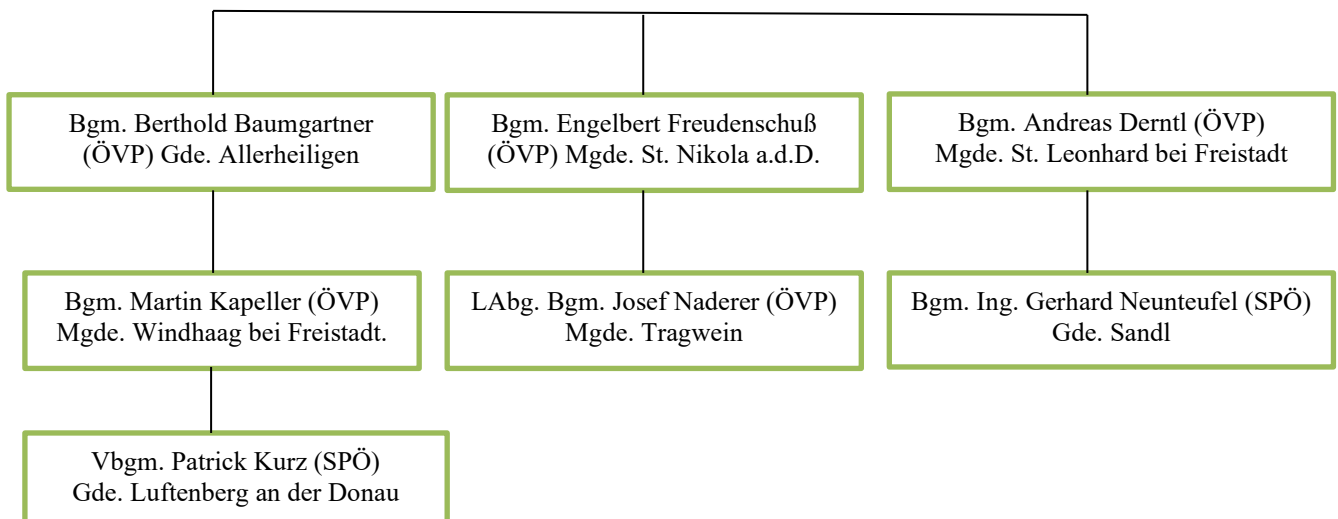 Bgm. Berthold Baumgartner
(ÖVP) Gde. Allerheiligen
Bgm. Engelbert Freudenschuß
(ÖVP) Mgde. St. Nikola a.d.D.
Bgm. Andreas Derntl (ÖVP)
Mgde. St. Leonhard bei Freistadt
Bgm. Martin Kapeller (ÖVP)
Mgde. Windhaag bei Freistadt.
LAbg. Bgm. Josef Naderer (ÖVP)
Mgde. Tragwein
Bgm. Ing. Gerhard Neunteufel (SPÖ)
Gde. Sandl
Vbgm. Patrick Kurz (SPÖ)
Gde. Luftenberg an der Donau